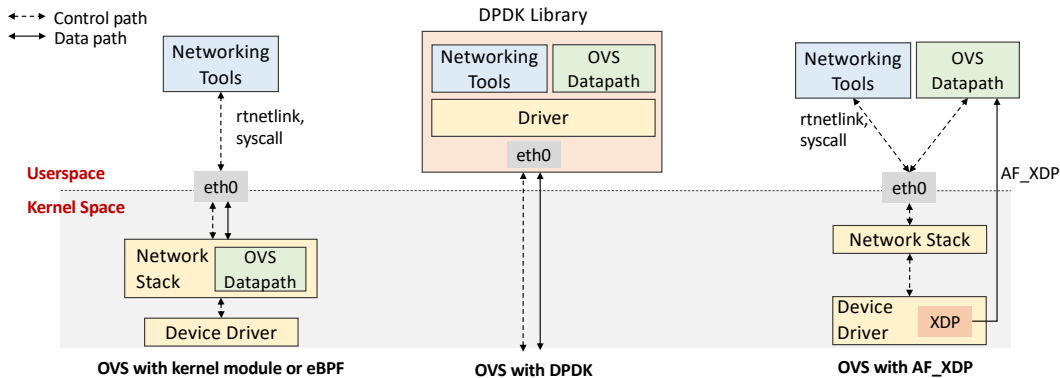 Control path
Data path
Networking
Tools
rtnetlink,
syscall
Userspace
Kernel Space
eth0
Network
Stack
OVS
Datapath
Device Driver
OVS with kernel module or eBPF
DPDK Library
Networking
Tools
OVS
Datapath
Driver
eth0
OVS with DPDK
Networking
Tools
OVS
Datapath
rtnetlink,
syscall
AF_XDP
eth0
Network Stack
Device
Driver
XDP
OVS with AF_XDP